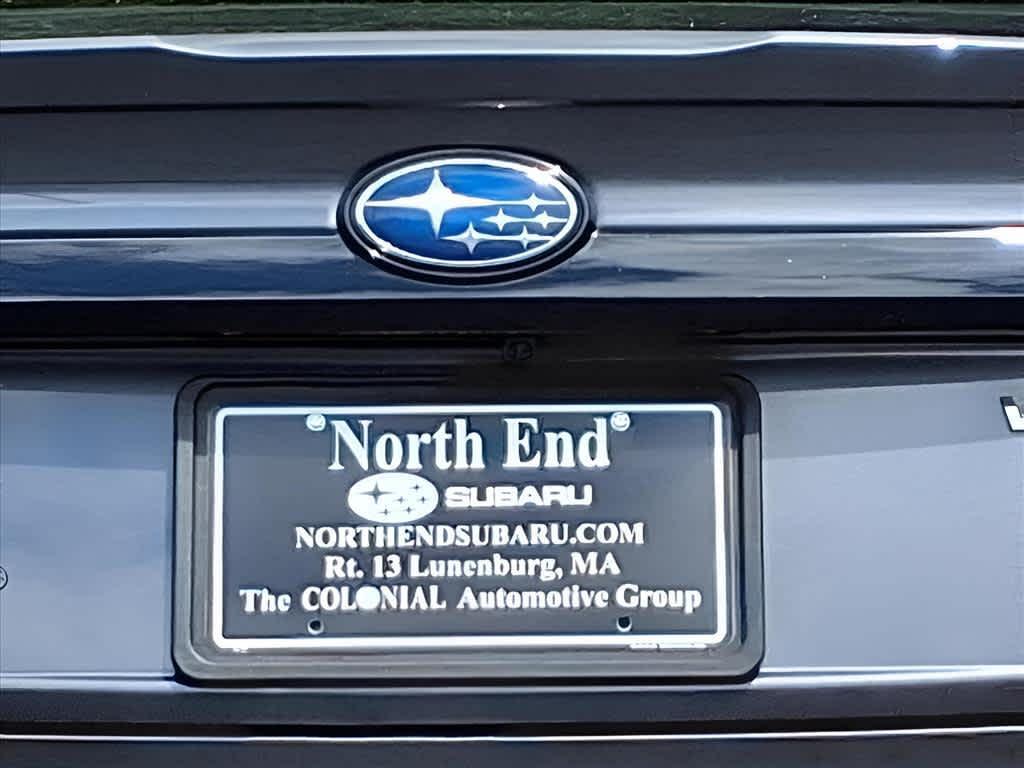 North End
SUBARU
NORTHENDSUBARU.COM
Rt. 13 Lunenburg, MA
The COLONIAL Automotive Group